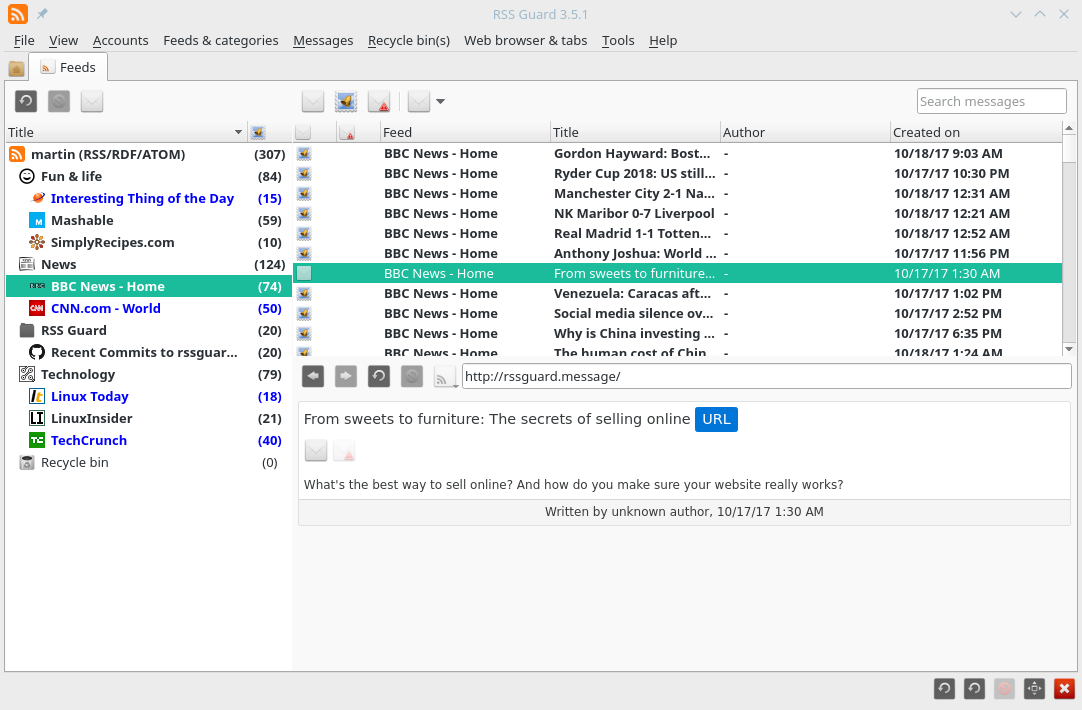 RSS Guard 3.5.1
File View Accounts Feeds & categories Messages Recycle bin(s) Web browser & tabs Tools Help
Feeds
Search messages
Title
martin (RSS/RDF/ATOM) (307)
Fun & life (84)
Interesting Thing of the Day (15)
Mashable (59)
SimplyRecipes.com (10)
News (124)
BBC News - Home (74)
CNN.com - World (50)
RSS Guard (20)
Recent Commits to rssguar... (20)
Technology (79)
Linux Today (18)
LinuxInsider (21)
TechCrunch (40)
Recycle bin (0)
Feed Title Author Created on
BBC News - Home Gordon Hayward: Bost... - 10/18/17 9:03 AM
BBC News - Home Ryder Cup 2018: US still... - 10/17/17 10:30 PM
BBC News - Home Manchester City 2-1 Na... - 10/18/17 12:31 AM
BBC News - Home NK Maribor 0-7 Liverpool - 10/18/17 12:21 AM
BBC News - Home Real Madrid 1-1 Totten... - 10/18/17 12:52 AM
BBC News - Home Anthony Joshua: World ... - 10/17/17 11:56 PM
BBC News - Home From sweets to furniture... - 10/17/17 1:30 AM
BBC News - Home Venezuela: Caracas aft... - 10/17/17 1:02 PM
BBC News - Home Social media silence ov... - 10/17/17 2:52 PM
BBC News - Home Why is China investing ... - 10/17/17 6:35 PM
BBC News - Home The human cost of Chin... - 10/18/17 1:24 AM
http://rssguard.message/
From sweets to furniture: The secrets of selling online URL
What's the best way to sell online? And how do you make sure your website really works?
Written by unknown author, 10/17/17 1:30 AM